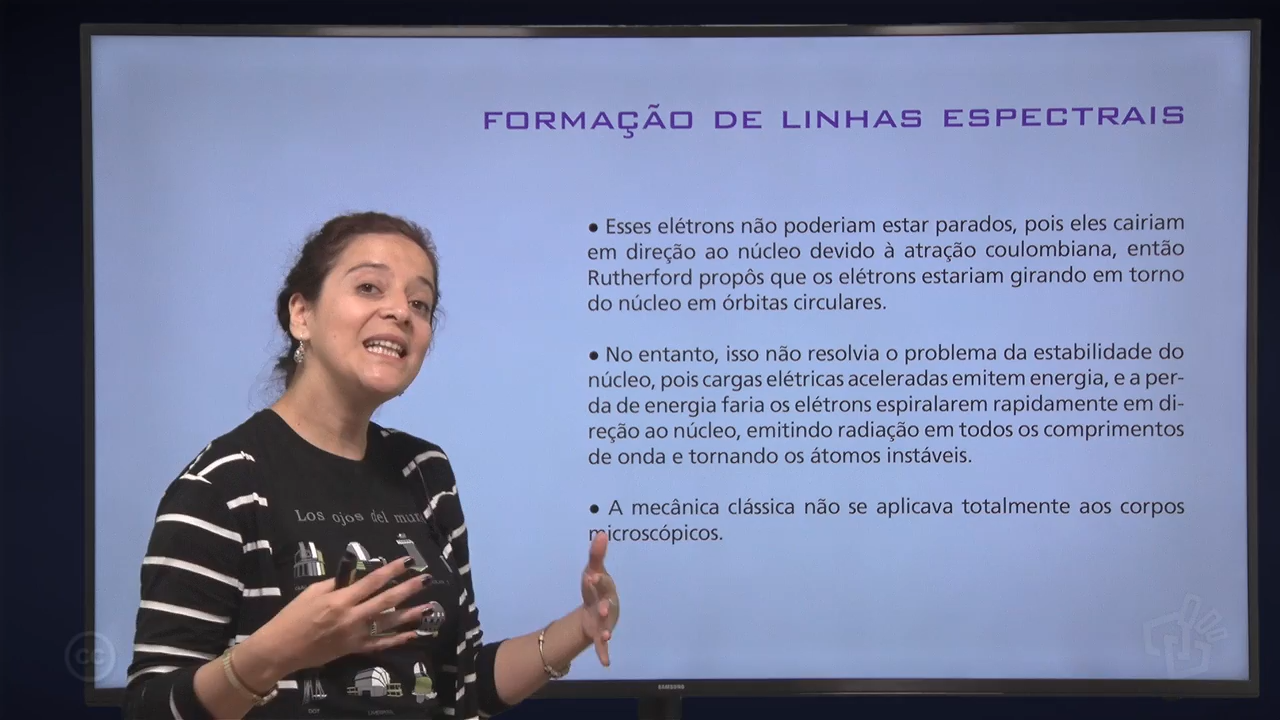 FORMAÇÃO DE LINHAS ESPECTRAIS
• Esses elétrons não poderiam estar parados, pois eles cairiam
em direção ao núcleo devido à atração coulombiana, então
Rutherford propôs que os elétrons estariam girando em torno
do núcleo em órbitas circulares.
• No entanto, isso não resolvia o problema da estabilidade do
núcleo, pois cargas elétricas aceleradas emitem energia, e a per-
da de energia faria os elétrons espiralarem rapidamente em di-
reção ao núcleo, emitindo radiação em todos os comprimentos
de onda e tornando os átomos instáveis.
• A mecânica clássica não se aplicava totalmente aos corpos
microscópicos.
Los ojos del
cc
SAMSUNG